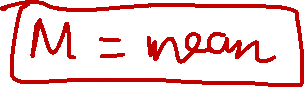 M = mean